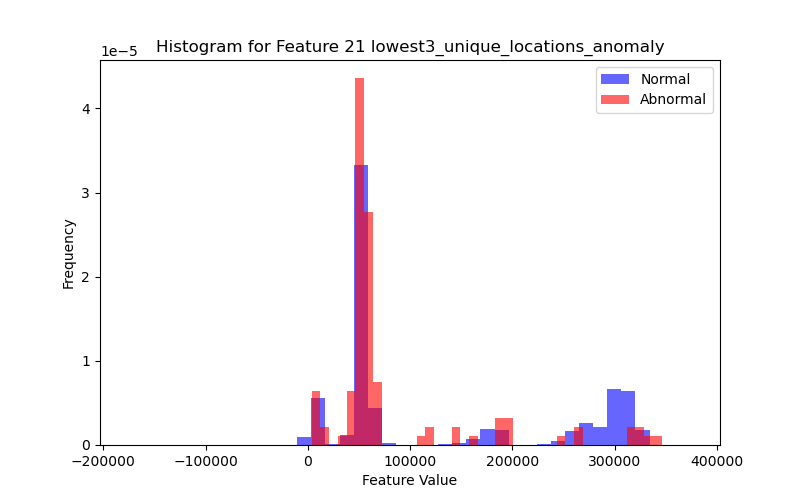 Histogram for Feature 21 lowest3_unique_locations_anomaly
1e−5
Normal
Abnormal
4
3
2
1
0
Frequency
−200000 −100000 0 100000 200000 300000 400000
Feature Value